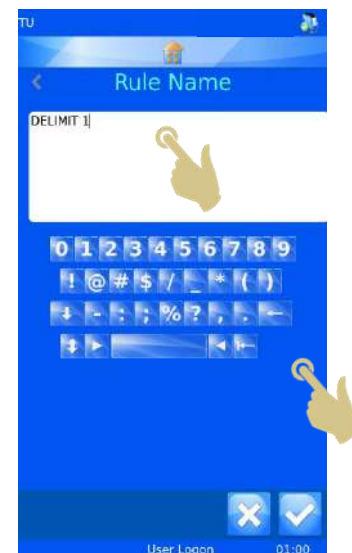 TU
Rule Name
DELIMIT 1
0 1 2 3 4 5 6 7 8 9
! @ # $ / _ * ( )
- : ; % ? , .
User Logon 01:00